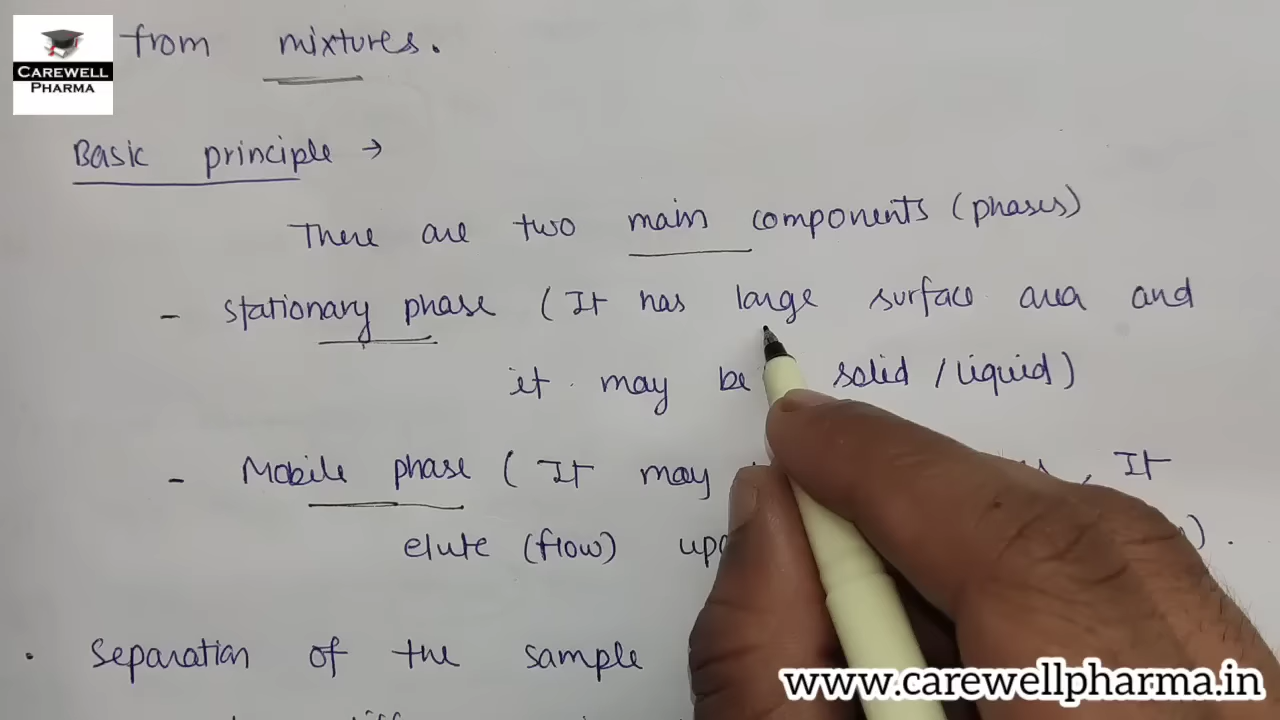 CAREWELL
PHARMA
from mixtures.
Basic principle →
There are two main components (phases)
- Stationary phase (It has large surface area and
it may be solid / liquid)
- Mobile phase (It may , It
elute (flow) ) .
. Separation of the sample
www.carewellpharma.in